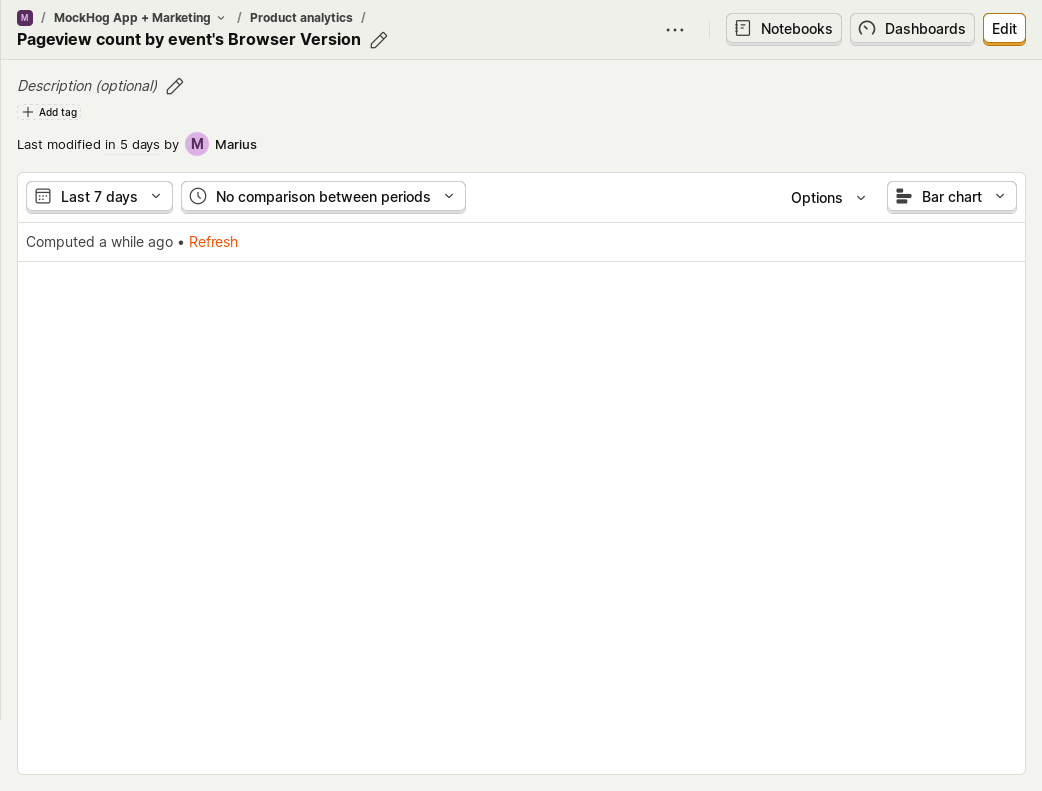 M / MockHog App + Marketing / Product analytics /
Pageview count by event's Browser Version
Notebooks
Dashboards
Edit
Description (optional)
Add tag
Last modified in 5 days by M Marius
Last 7 days
No comparison between periods
Options
Bar chart
Computed a while ago • Refresh